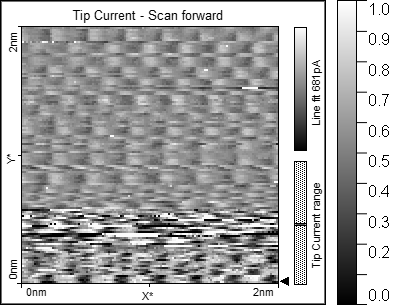 Tip Current - Scan forward
2nm
Y*
0nm
0nm
X*
2nm
Line fit 681pA
Tip Current range
1.0
0.9
0.8
0.7
0.6
0.5
0.4
0.3
0.2
0.1
0.0